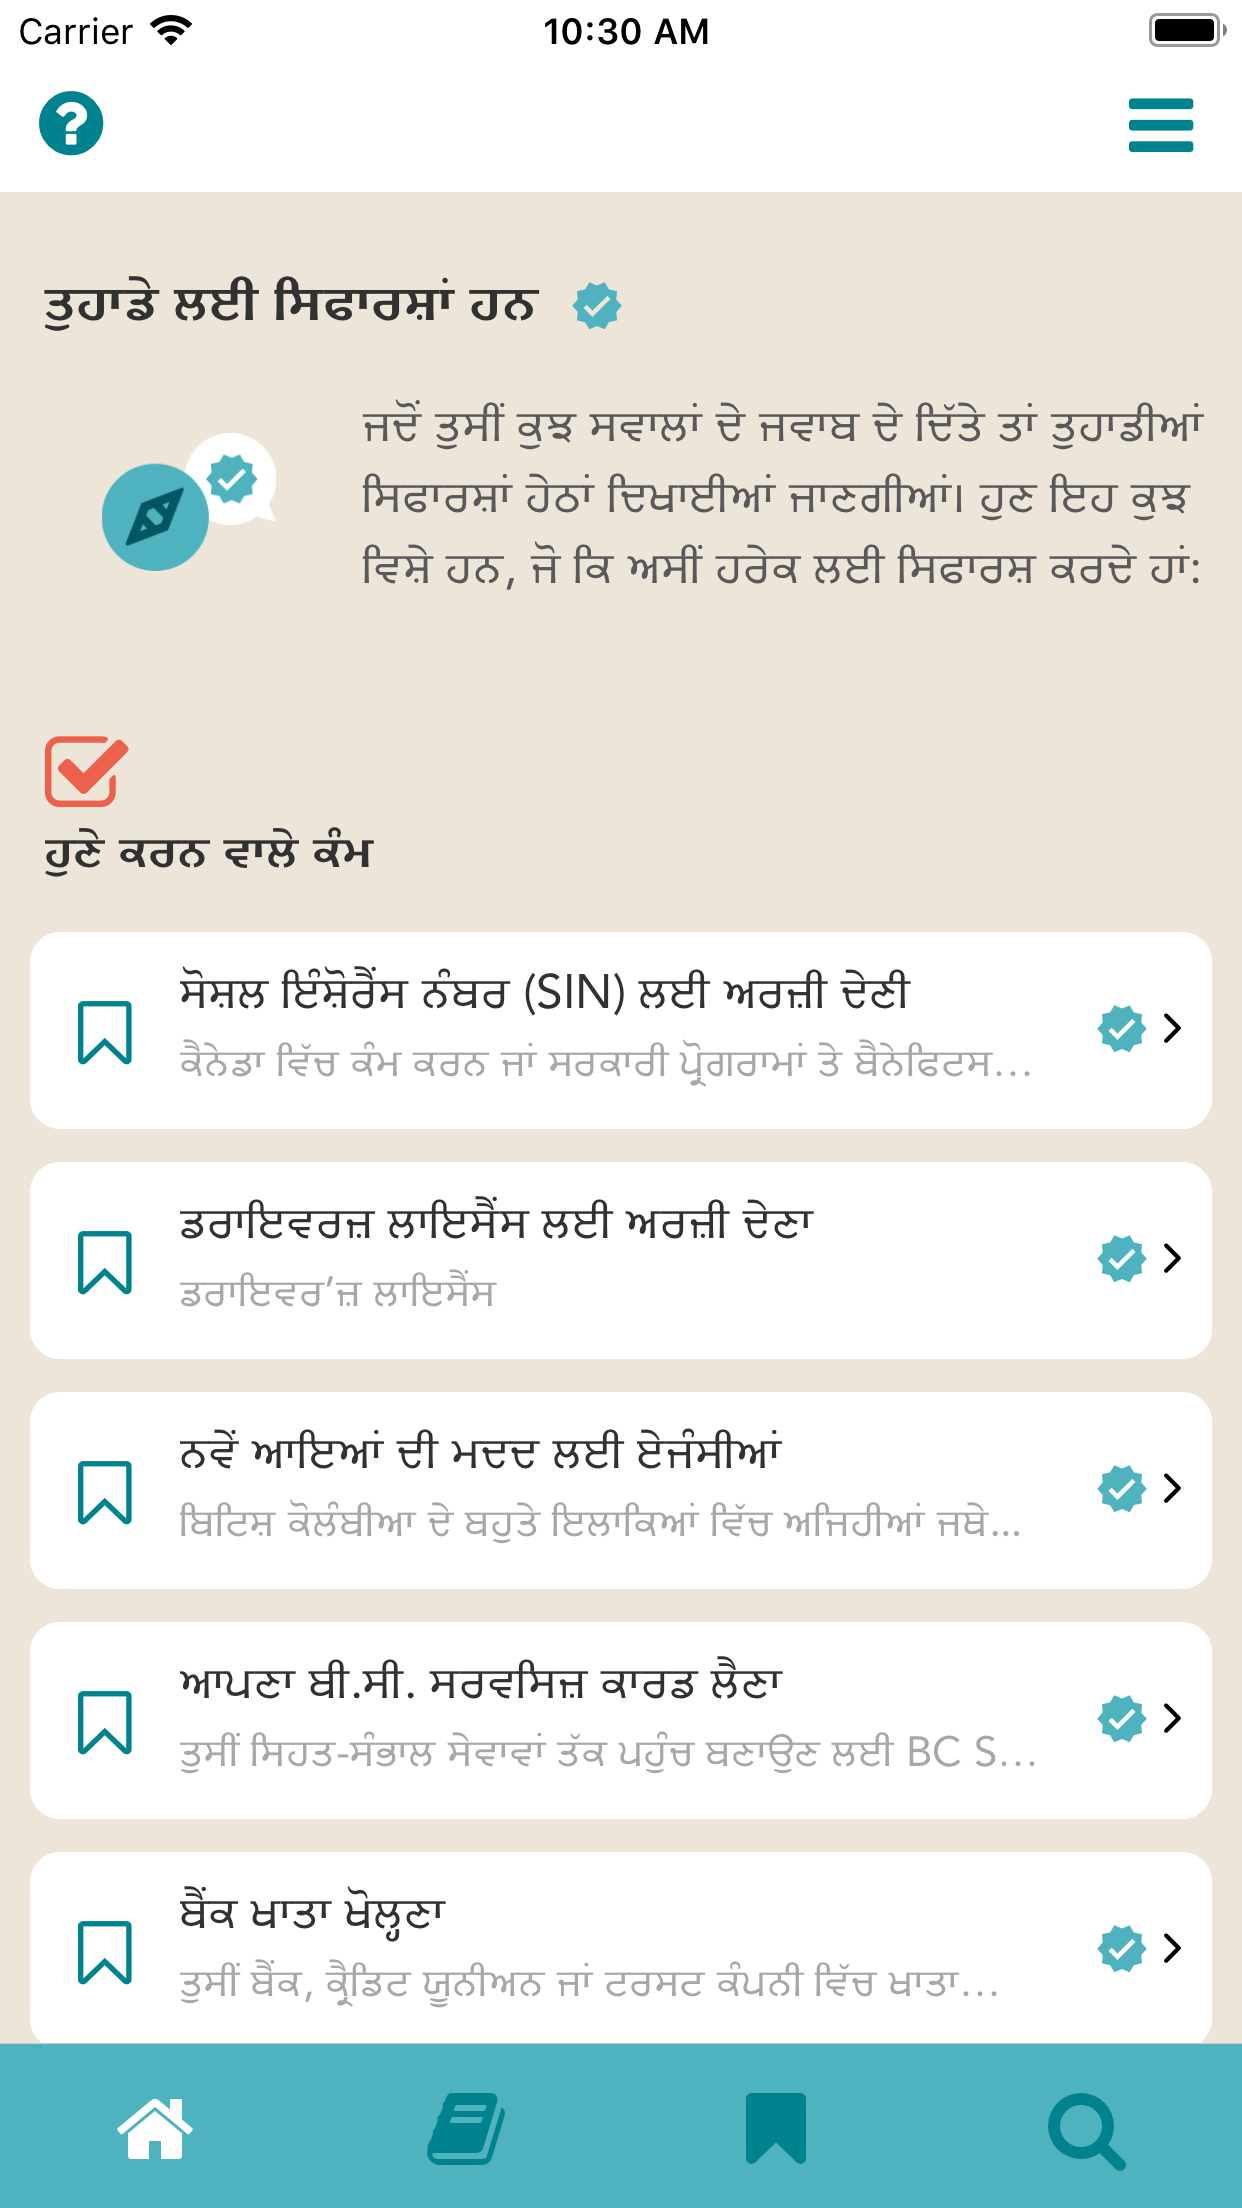 Carrier
10:30 AM
ਤੁਹਾਡੇ ਲਈ ਸਿਫਾਰਸ਼ਾਂ ਹਨ
ਜਦੋਂ ਤੁਸੀਂ ਕੁਝ ਸਵਾਲਾਂ ਦੇ ਜਵਾਬ ਦੇ ਦਿੱਤੇ ਤਾਂ ਤੁਹਾਡੀਆਂ
ਸਿਫਾਰਸ਼ਾਂ ਹੇਠਾਂ ਦਿਖਾਈਆਂ ਜਾਣਗੀਆਂ। ਹੁਣ ਇਹ ਕੁਝ
ਵਿਸ਼ੇ ਹਨ, ਜੋ ਕਿ ਅਸੀਂ ਹਰੇਕ ਲਈ ਸਿਫਾਰਸ਼ ਕਰਦੇ ਹਾਂ:
ਹੁਣੇ ਕਰਨ ਵਾਲੇ ਕੰਮ
ਸੋਸ਼ਲ ਇੰਸ਼ੋਰੈਂਸ ਨੰਬਰ (SIN) ਲਈ ਅਰਜ਼ੀ ਦੇਣੀ
ਕੈਨੇਡਾ ਵਿੱਚ ਕੰਮ ਕਰਨ ਜਾਂ ਸਰਕਾਰੀ ਪ੍ਰੋਗਰਾਮਾਂ ਤੇ ਬੈਨੇਫਿਟਸ…
ਡਰਾਇਵਰਜ਼ ਲਾਇਸੈਂਸ ਲਈ ਅਰਜ਼ੀ ਦੇਣਾ
ਡਰਾਇਵਰ’ਜ਼ ਲਾਇਸੈਂਸ
ਨਵੇਂ ਆਇਆਂ ਦੀ ਮਦਦ ਲਈ ਏਜੰਸੀਆਂ
ਬਿਟਿਸ਼ ਕੋਲੰਬੀਆ ਦੇ ਬਹੁਤੇ ਇਲਾਕਿਆਂ ਵਿੱਚ ਅਜਿਹੀਆਂ ਜਥੇ…
ਆਪਣਾ ਬੀ.ਸੀ. ਸਰਵਸਿਜ਼ ਕਾਰਡ ਲੈਣਾ
ਤੁਸੀਂ ਸਿਹਤ-ਸੰਭਾਲ ਸੇਵਾਵਾਂ ਤੱਕ ਪਹੁੰਚ ਬਣਾਉਣ ਲਈ BC S…
ਬੈਂਕ ਖਾਤਾ ਖੋਲ੍ਹਣਾ
ਤੁਸੀਂ ਬੈਂਕ, ਕ੍ਰੈਡਿਟ ਯੂਨੀਅਨ ਜਾਂ ਟਰਸਟ ਕੰਪਨੀ ਵਿੱਚ ਖਾਤਾ…